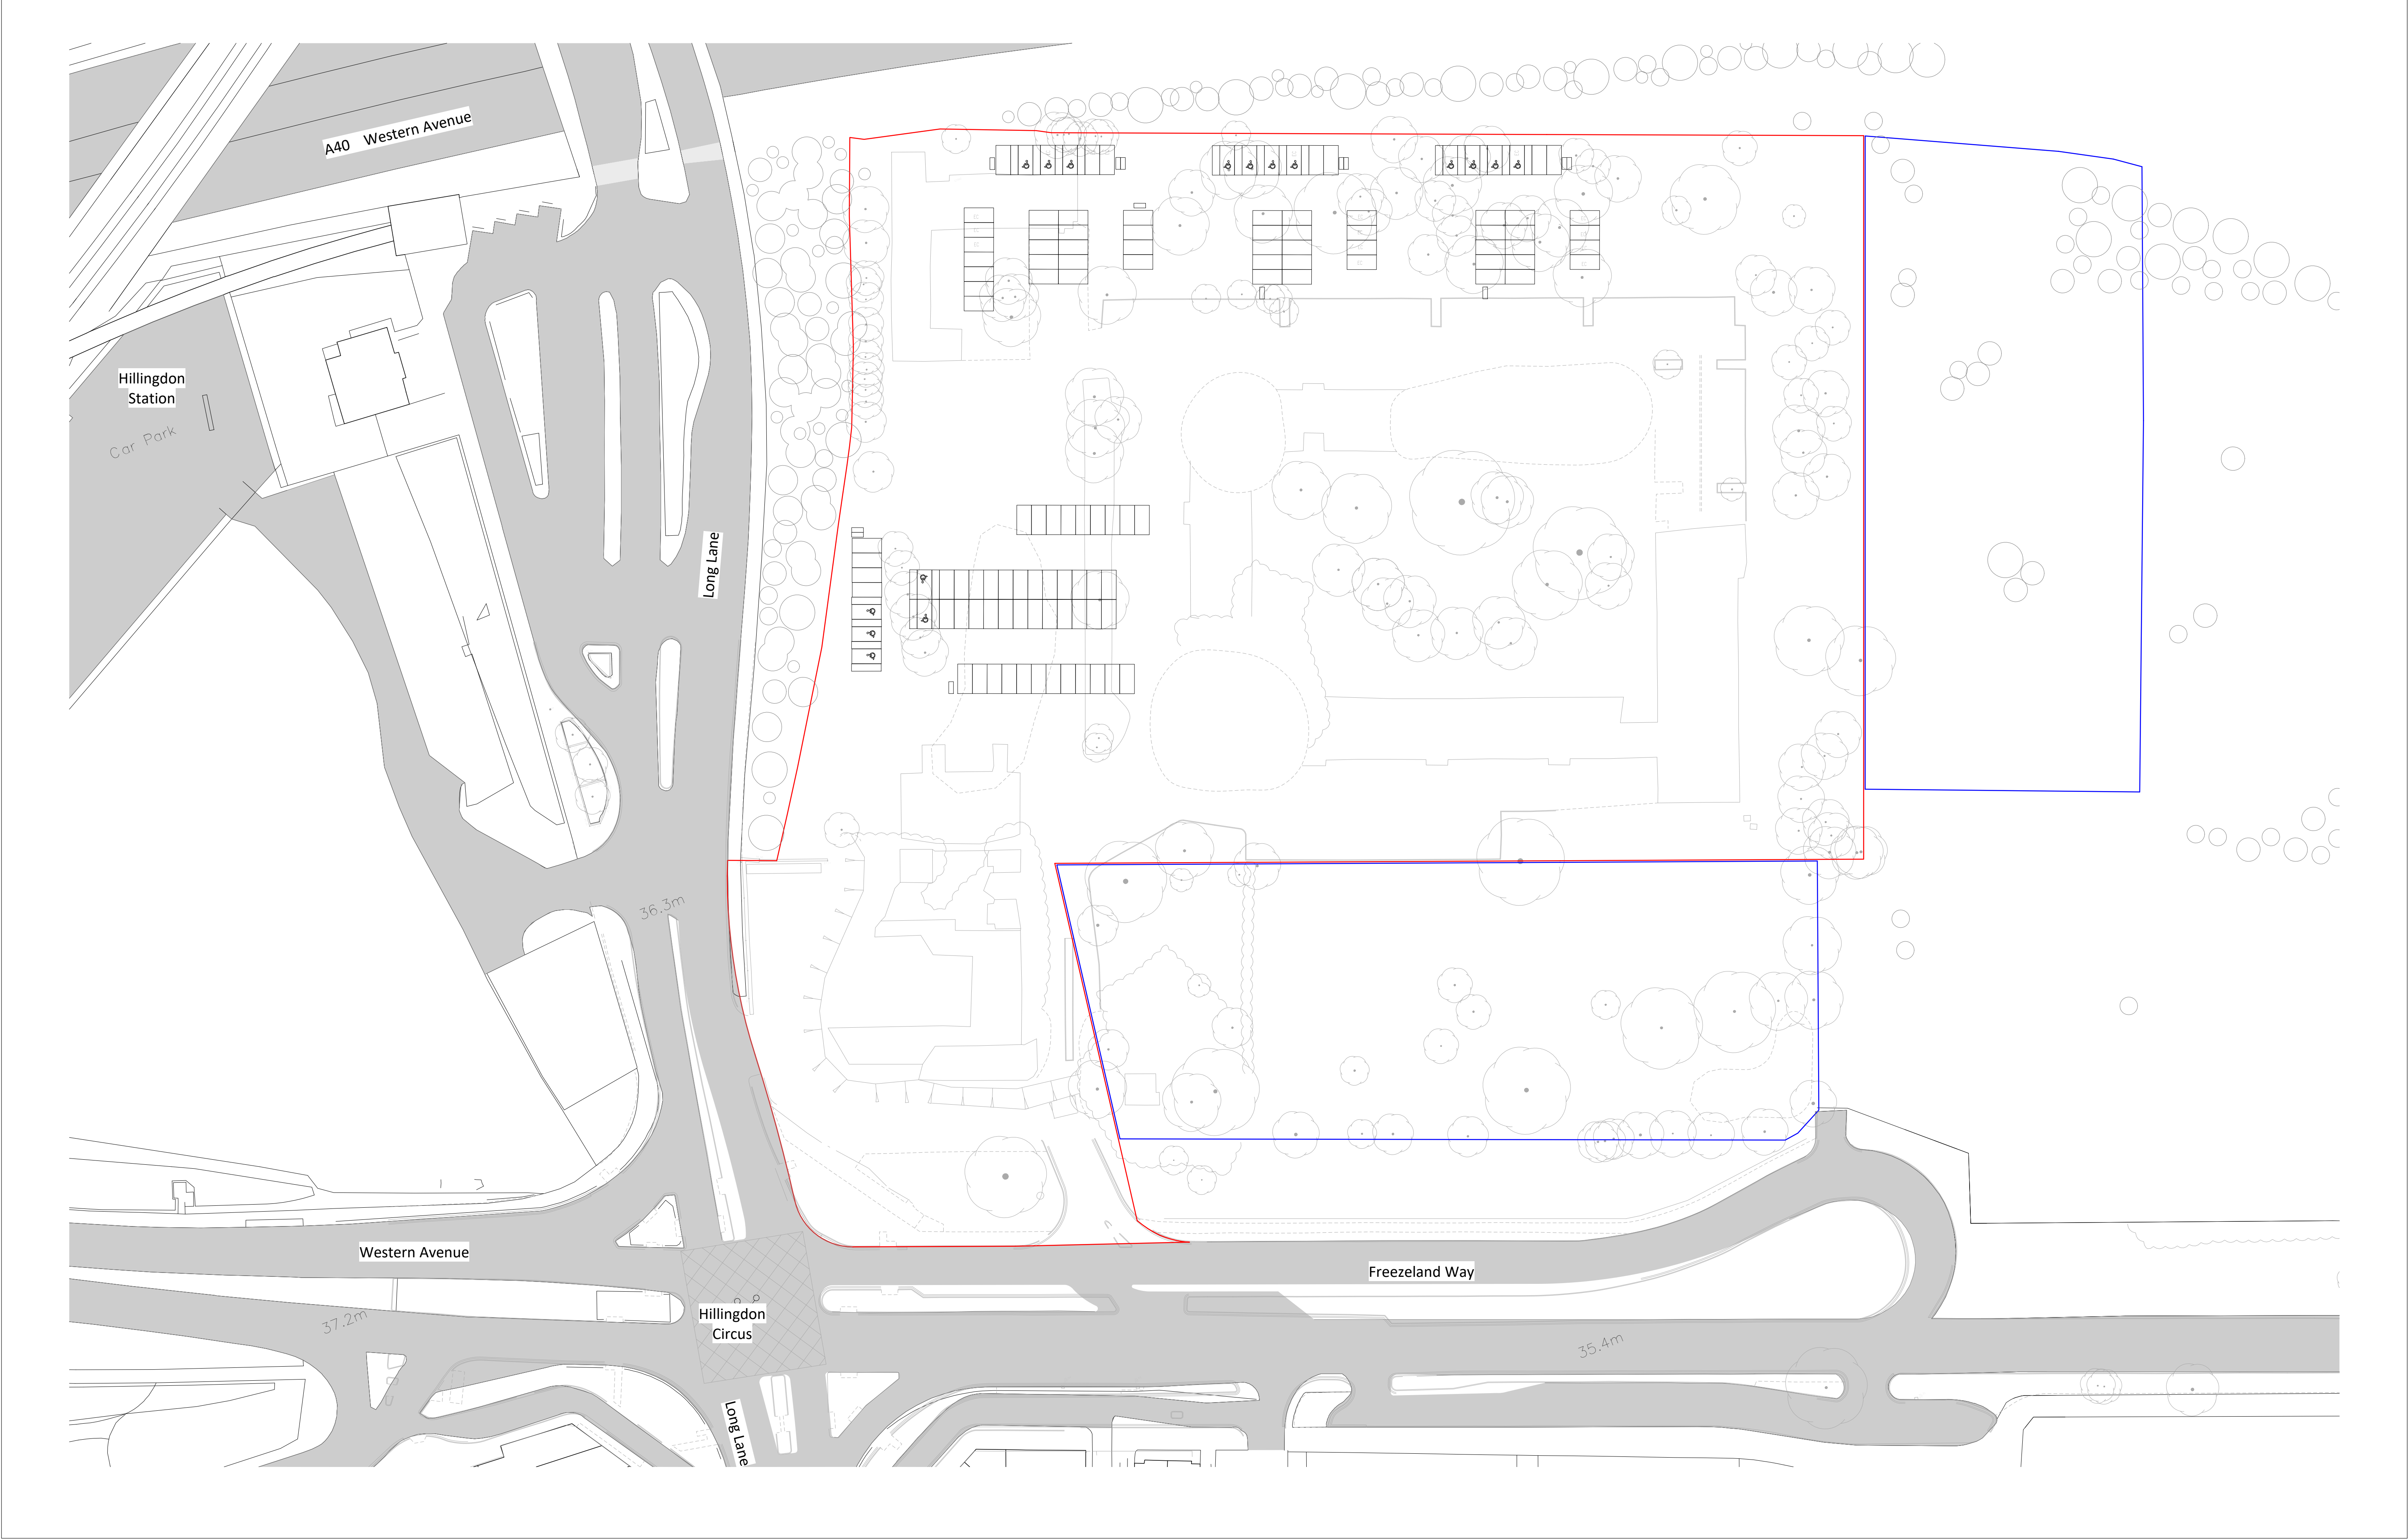 A40 Western Avenue
Hillingdon
Station
Car Park
Long Lane
36.3m
Western Avenue
Freezeland Way
Hillingdon
Circus
37.2m
35.4m
Long Lane